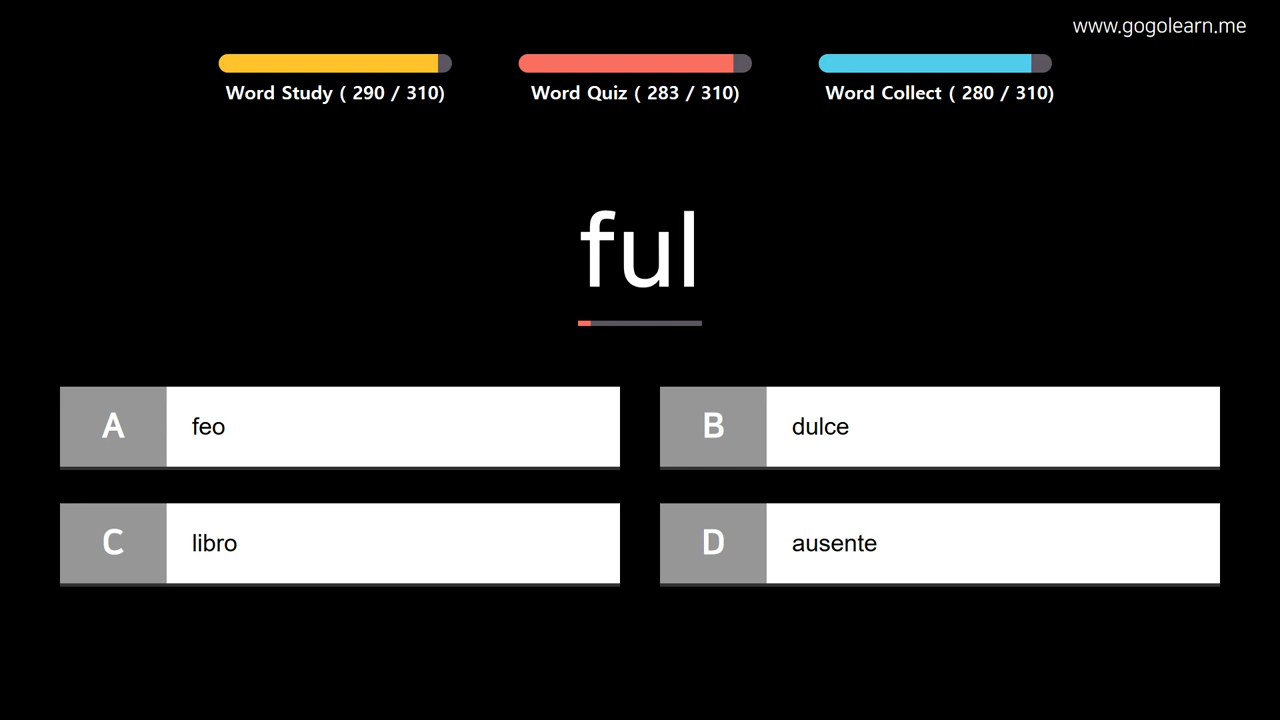 www.gogolearn.me
Word Study ( 290 / 310)
Word Quiz ( 283 / 310)
Word Collect ( 280 / 310)
ful
A feo
B dulce
C libro
D ausente